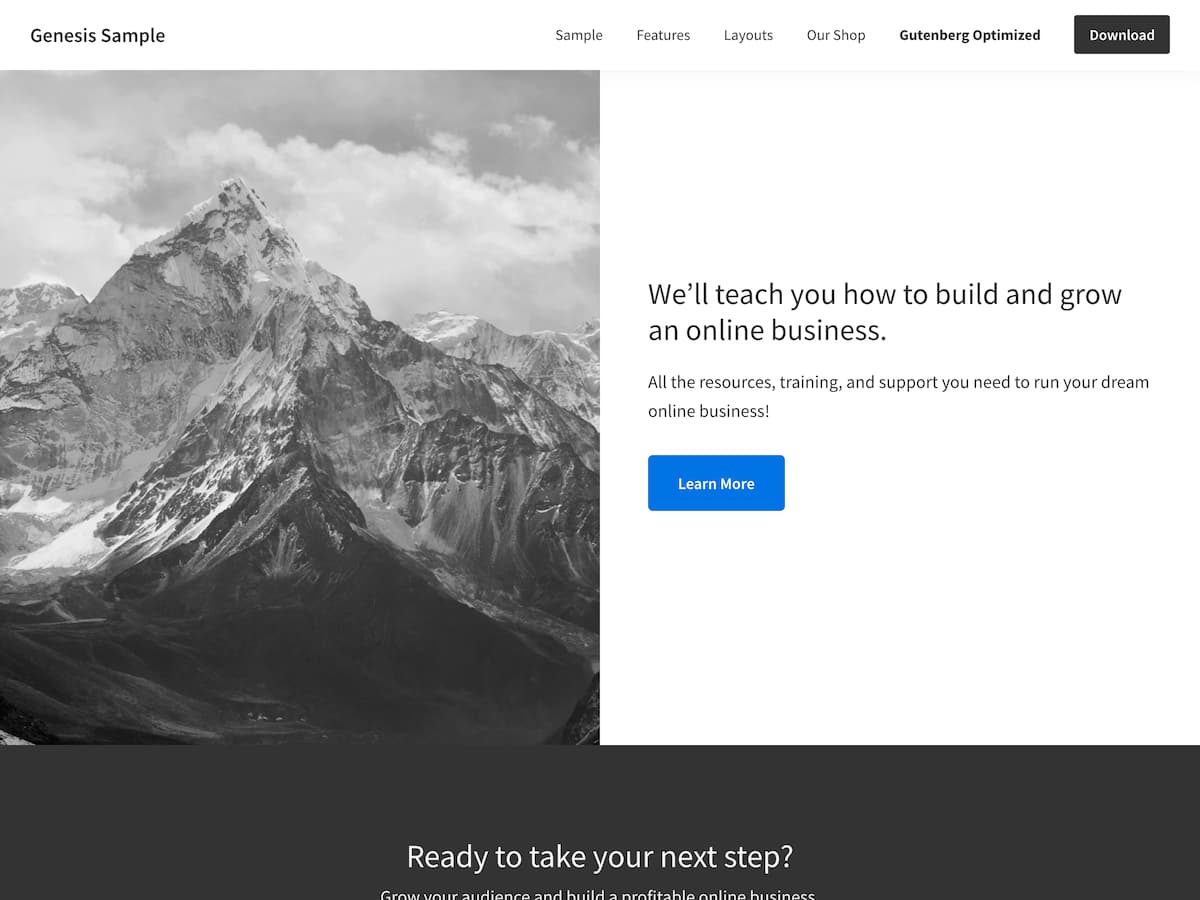 Genesis Sample
Sample Features Layouts Our Shop Gutenberg Optimized Download
We’ll teach you how to build and grow
an online business.
All the resources, training, and support you need to run your dream
online business!
Learn More
Ready to take your next step?
Grow your audience and build a profitable online business